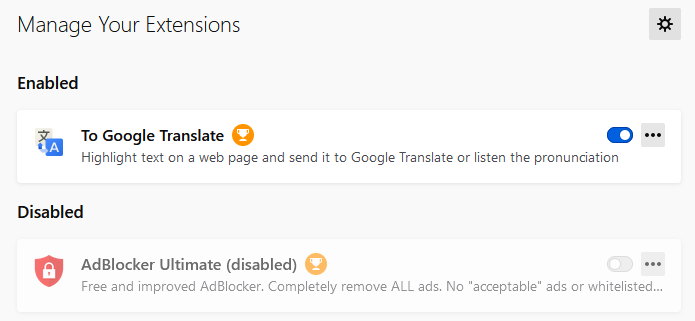 Manage Your Extensions
Enabled
To Google Translate
Highlight text on a web page and send it to Google Translate or listen the pronunciation
Disabled
AdBlocker Ultimate (disabled)
Free and improved AdBlocker. Completely remove ALL ads. No "acceptable" ads or whitelisted...